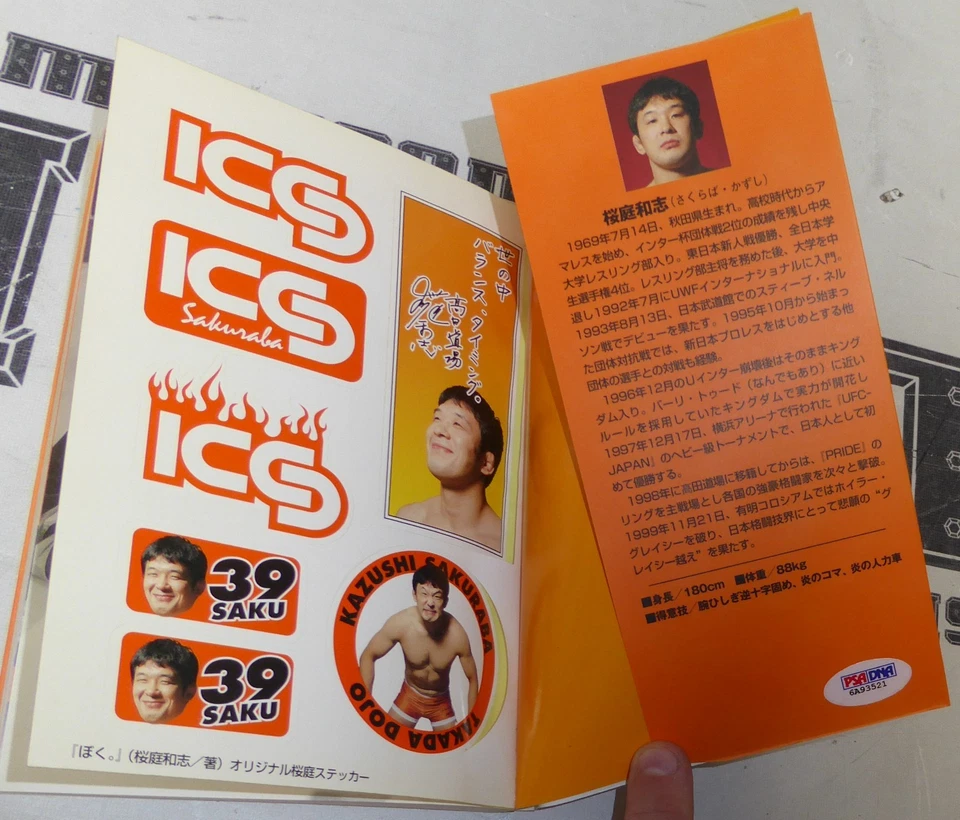 ICS
ICS
Sakuraba
ICS
39
SAKU
39
SAKU
世の中
バランス、タイミング。
高田道場
KAZUSHI SAKURABA
TAKADA DOJO
『ぼく。』(桜庭和志／著) オリジナル桜庭ステッカー
桜庭和志(さくらば・かずし)
1969年7月14日、秋田県生まれ。高校時代からア
マレスを始め、インター杯団体戦2位の成績を残し中央
大学レスリング部入り。東日本新人戦優勝、全日本学
生選手権4位。レスリング部主将を務めた後、大学を中
退し1992年7月にUWFインターナショナルに入門。
1993年8月13日、日本武道館でのスティーブ・ネル
ソン戦でデビューを果たす。1995年10月から始まっ
た団体対抗戦では、新日本プロレスをはじめとする他
団体の選手との対戦も経験。
1996年12月のUインター崩壊後はそのままキング
ダム入り。バーリ・トゥード(なんでもあり)に近い
ルールを採用していたキングダムで実力が開花し
1997年12月17日、横浜アリーナで行われた『UFC-
JAPAN』のヘビー級トーナメントで、日本人として初
めて優勝する。
1998年に高田道場に移籍してからは、『PRIDE』の
リングを主戦場とし各国の強豪格闘家を次々と撃破。
1999年11月21日、有明コロシアムではホイラー・
グレイシーを破り、日本格闘技界にとって悲願の“グ
レイシー越え”を果たす。
■身長／180cm ■体重／88kg
■得意技／腕ひしぎ逆十字固め、炎のコマ、炎の人力車
PSA DNA
6A93521